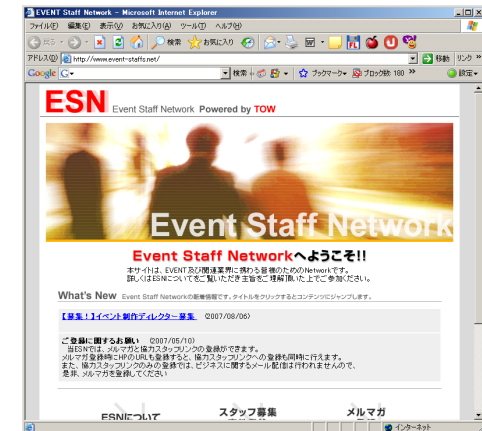 EVENT Staff Network - Microsoft Internet Explorer
ファイル(F) 編集(E) 表示(V) お気に入り(A) ツール(T) ヘルプ(H)
戻る 検索 お気に入り
アドレス(D) http://www.event-staffs.net/ 移動 リンク »
Google G 検索 ブックマーク ブロック数: 180 » 設定
ESN Event Staff Network Powered by TOW
Event Staff Network
Event Staff Networkへようこそ!!
本サイトは、EVENT及び関連業界に携わる皆様のためのNetworkです。
詳しくはESNについてをご覧いただき主旨をご理解頂いた上でご参加ください。
What's New Event Staff Networkの新着情報です。タイトルをクリックするとコンテンツにジャンプします。
【募集!】イベント制作ディレクター募集 (2007/08/06)
ご登録に関するお願い (2007/05/10)
当ESNでは、メルマガと協力スタッフリンクの登録ができます。
メルマガ登録時にHPのURLも登録すると、協力スタッフリンクへの登録も同時に行えます。
また、協力スタッフリンクのみの登録では、ビジネスに関するメール配信は行われませんので、
是非、メルマガを登録してください
ESNについて スタッフ募集 メルマガ
インターネット